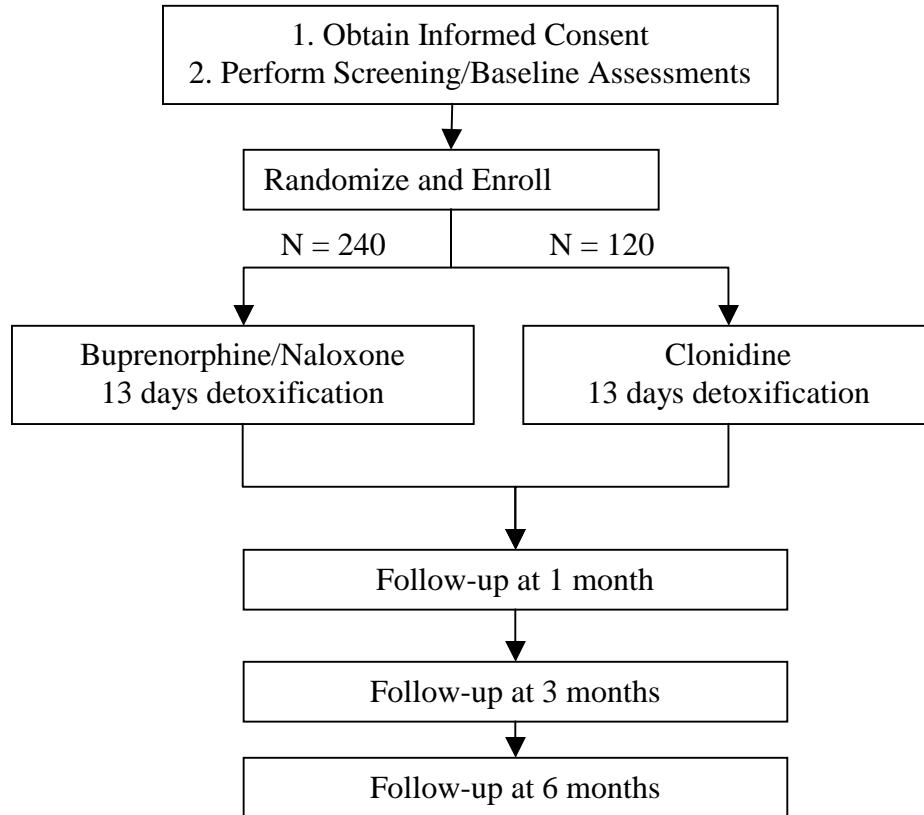 1. Obtain Informed Consent
2. Perform Screening/Baseline Assessments
Randomize and Enroll
N = 240
N = 120
Buprenorphine/Naloxone
13 days detoxification
Clonidine
13 days detoxification
Follow-up at 1 month
Follow-up at 3 months
Follow-up at 6 months